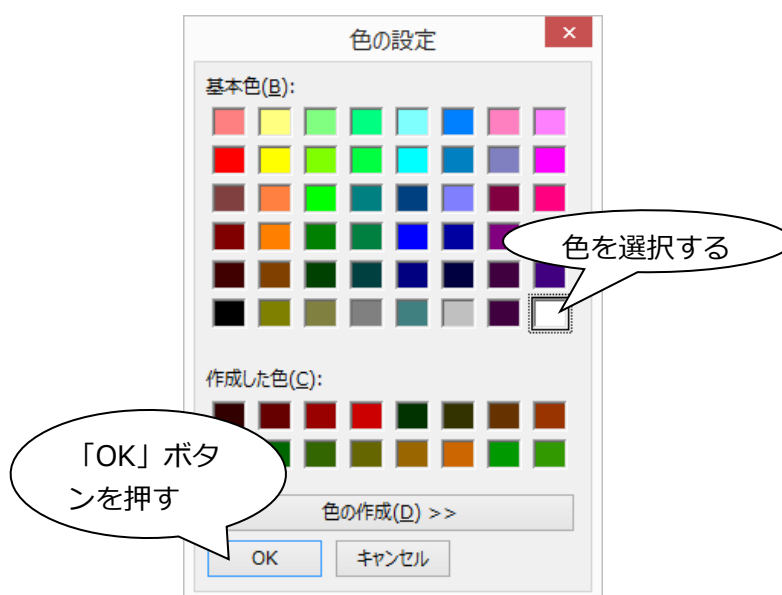 色の設定
基本色(B):
色を選択する
作成した色(C):
「OK」ボタ
ンを押す
色の作成(D) >>
OK
キャンセル